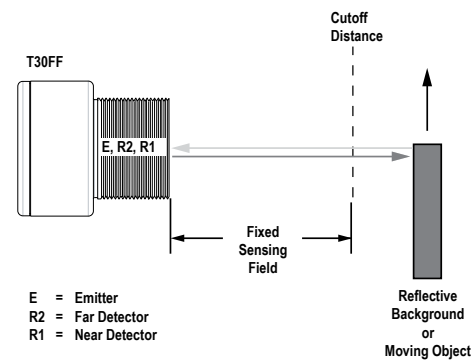 Cutoff
Distance
T30FF
E, R2, R1
Fixed
Sensing
Field
E = Emitter
R2 = Far Detector
R1 = Near Detector
Reflective
Background
or
Moving Object